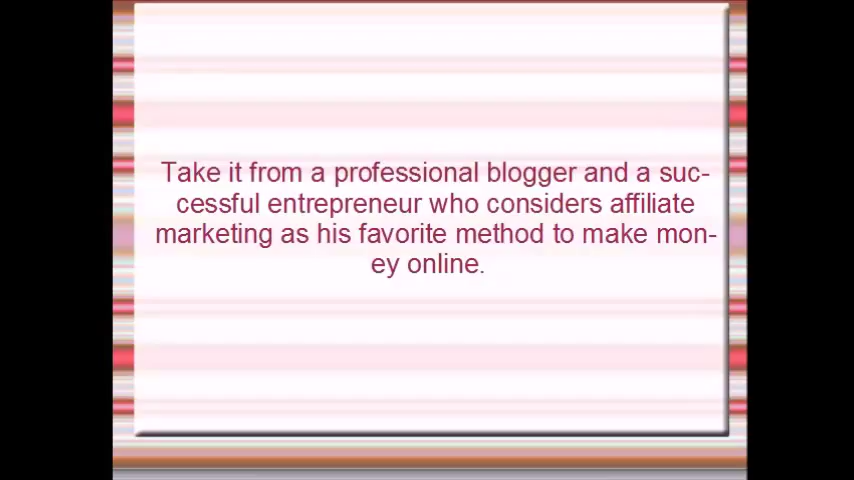 Take it from a professional blogger and a suc-
cessful entrepreneur who considers affiliate
marketing as his favorite method to make mon-
ey online.